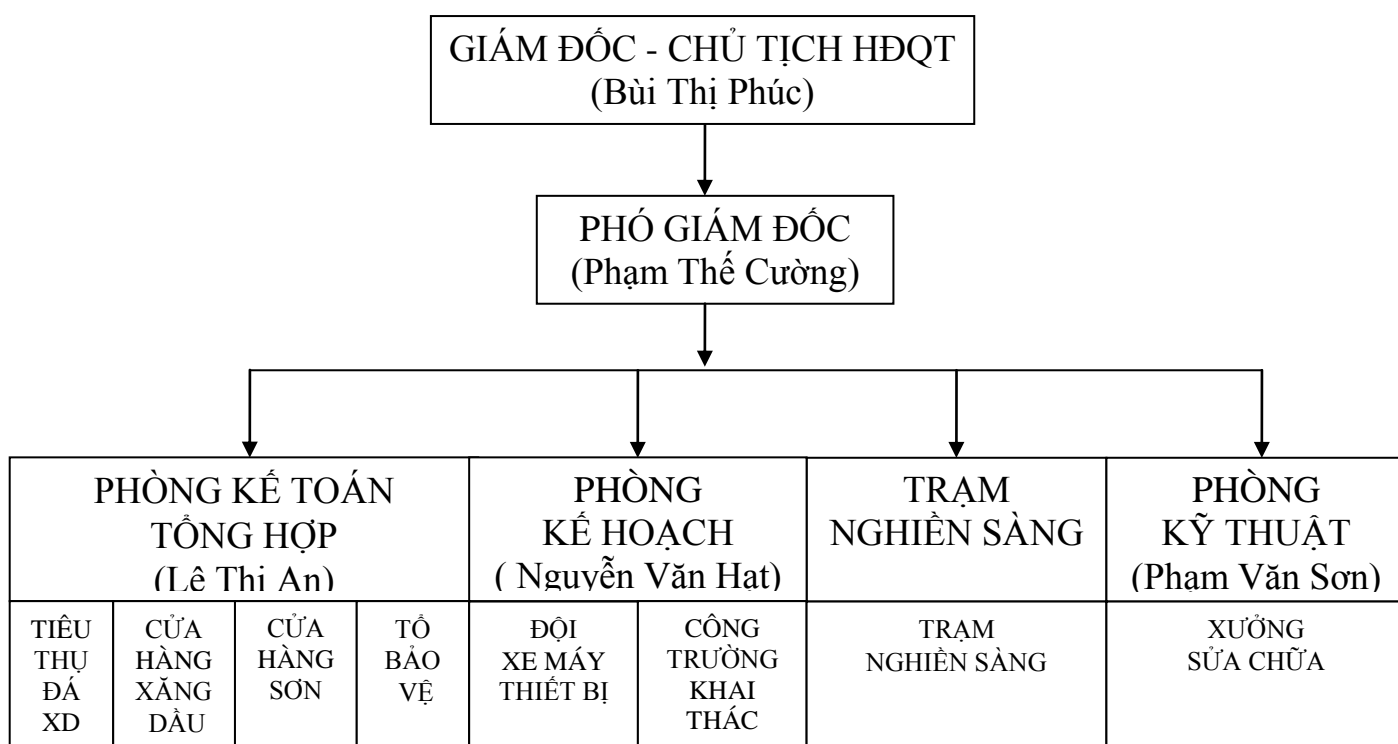 GIÁM ĐỐC - CHỦ TỊCH HĐQT
(Bùi Thị Phúc)
PHÓ GIÁM ĐỐC
(Phạm Thế Cường)
PHÒNG KẾ TOÁN
TỔNG HỢP
(Lê Thị An)
PHÒNG
KẾ HOẠCH
( Nguyễn Văn Hạt)
TRẠM
NGHIỀN SÀNG
PHÒNG
KỸ THUẬT
(Phạm Văn Sơn)
TIÊU
THỤ
ĐÁ
XD
CỬA
HÀNG
XĂNG
DẦU
CỬA
HÀNG
SƠN
TỔ
BẢO
VỆ
ĐỘI
XE MÁY
THIẾT BỊ
CÔNG
TRƯỜNG
KHAI
THÁC
TRẠM
NGHIỀN SÀNG
XƯỞNG
SỬA CHỮA